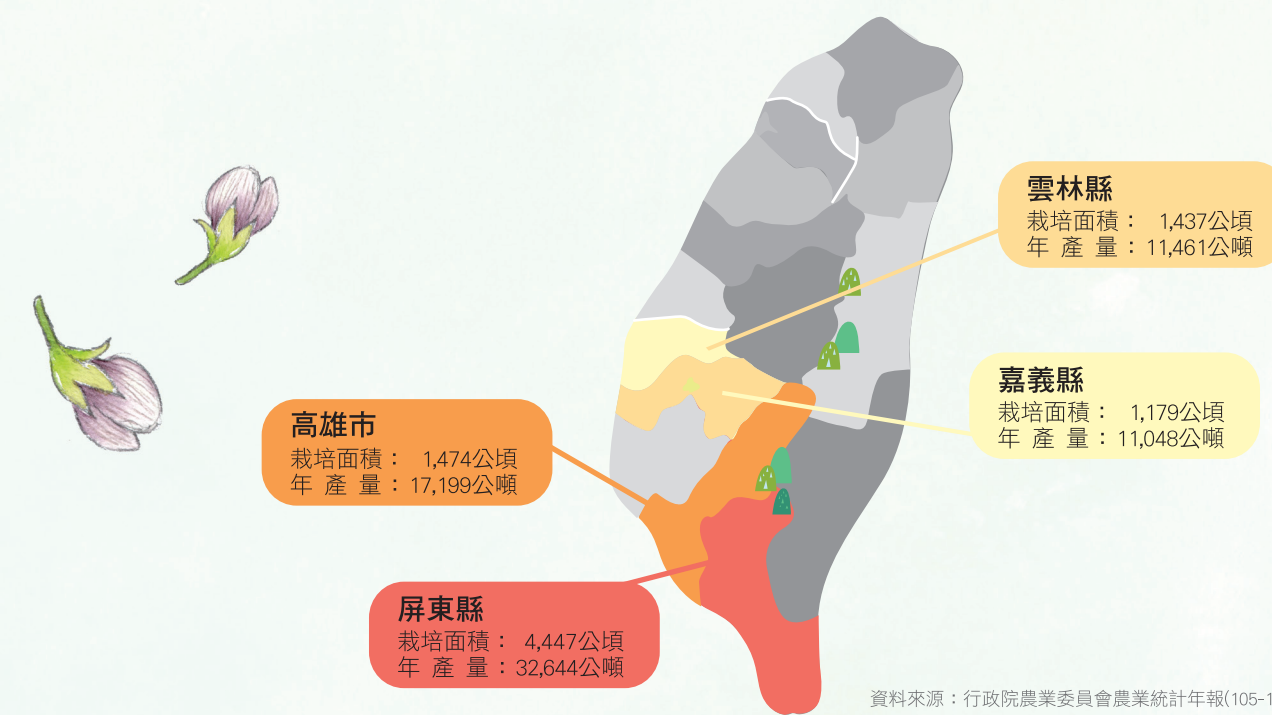 雲林縣
栽培面積： 1,437公頃
年 產 量：11,461公噸
嘉義縣
栽培面積： 1,179公頃
年 產 量：11,048公噸
高雄市
栽培面積： 1,474公頃
年 產 量：17,199公噸
屏東縣
栽培面積： 4,447公頃
年 產 量：32,644公噸
資料來源：行政院農業委員會農業統計年報(105-1